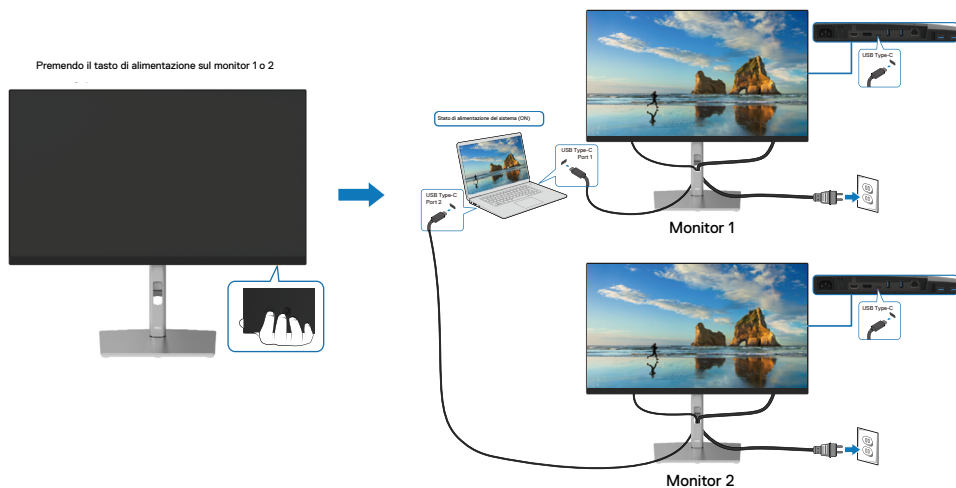 Premendo il tasto di alimentazione sul monitor 1 o 2
Stato di alimentazione del sistema (ON)
USB Type-C
Port 1
USB Type-C
Port 2
USB Type-C
Monitor 1
USB Type-C
Monitor 2